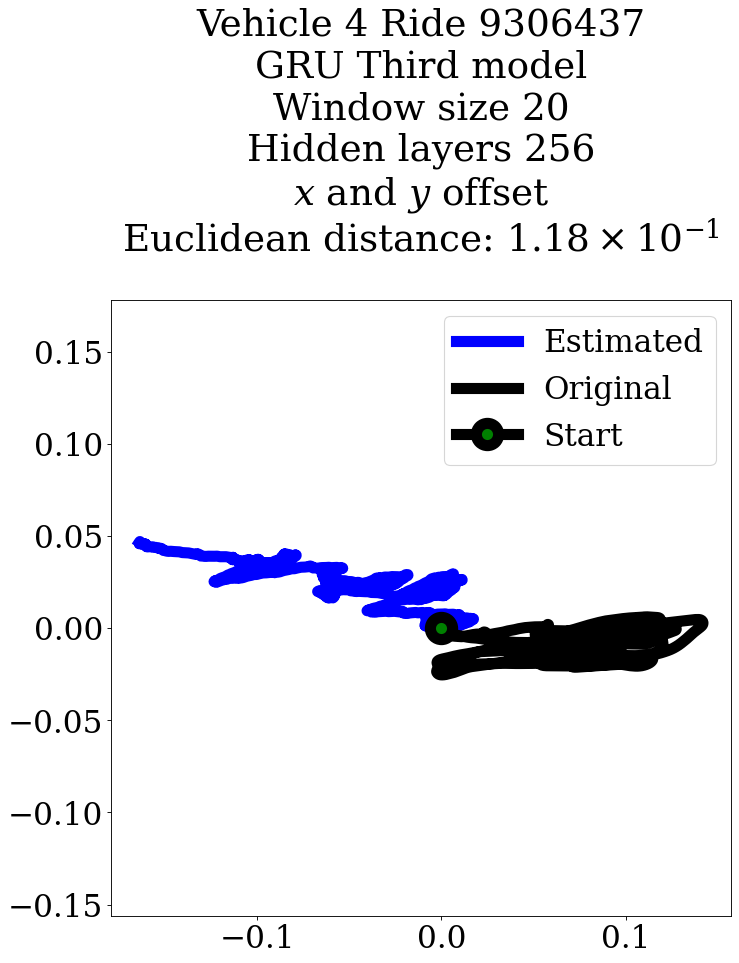 Vehicle 4 Ride 9306437
GRU Third model
Window size 20
Hidden layers 256
x and y offset
Euclidean distance: 1.18 × 10⁻¹
Estimated
Original
Start
0.15
0.10
0.05
0.00
−0.05
−0.10
−0.15
−0.1
0.0
0.1